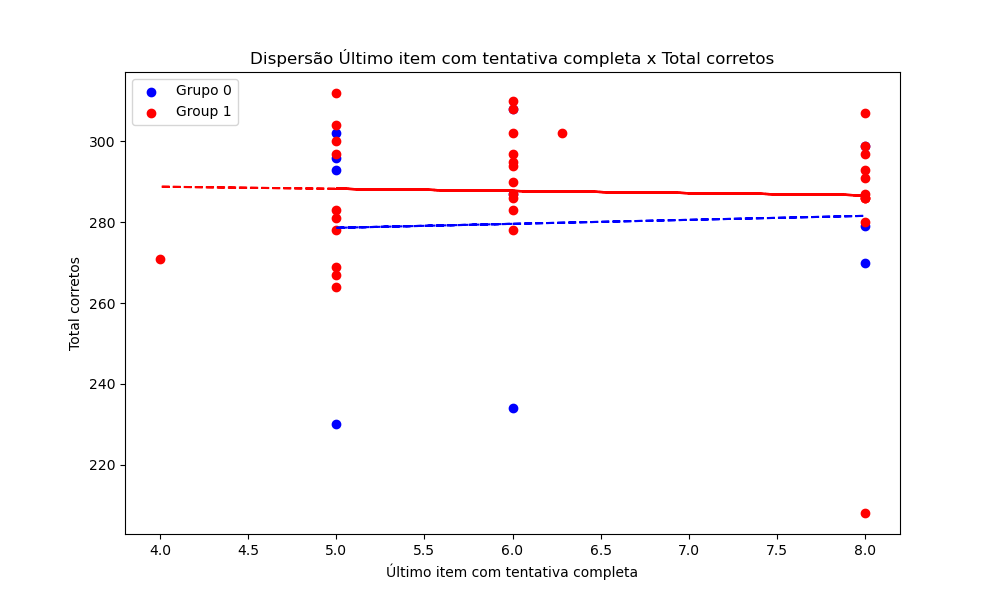 Dispersão Último item com tentativa completa x Total corretos
Grupo 0
Group 1
Total corretos
300
280
260
240
220
4.0 4.5 5.0 5.5 6.0 6.5 7.0 7.5 8.0
Último item com tentativa completa